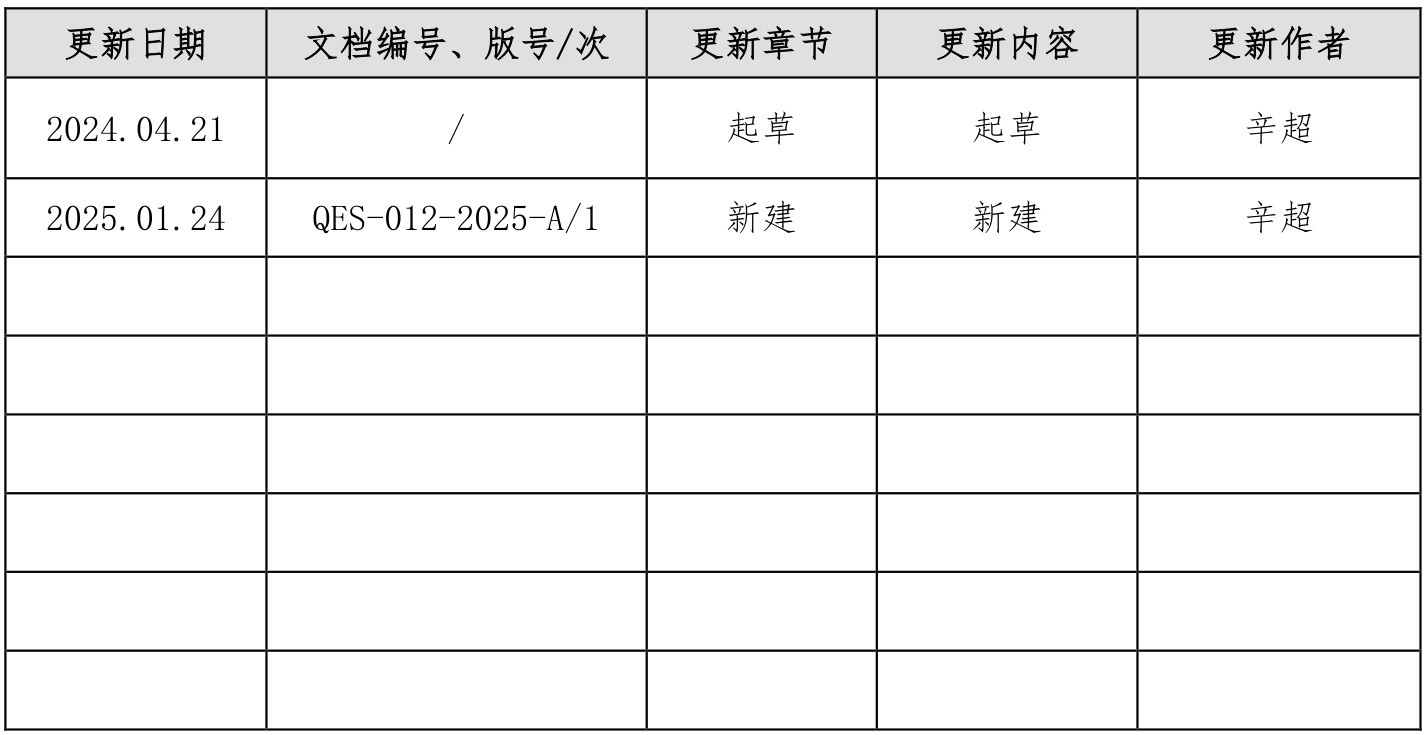 更新日期 文档编号、版号/次 更新章节 更新内容 更新作者
2024.04.21 / 起草 起草 辛超
2025.01.24 QES-012-2025-A/1 新建 新建 辛超